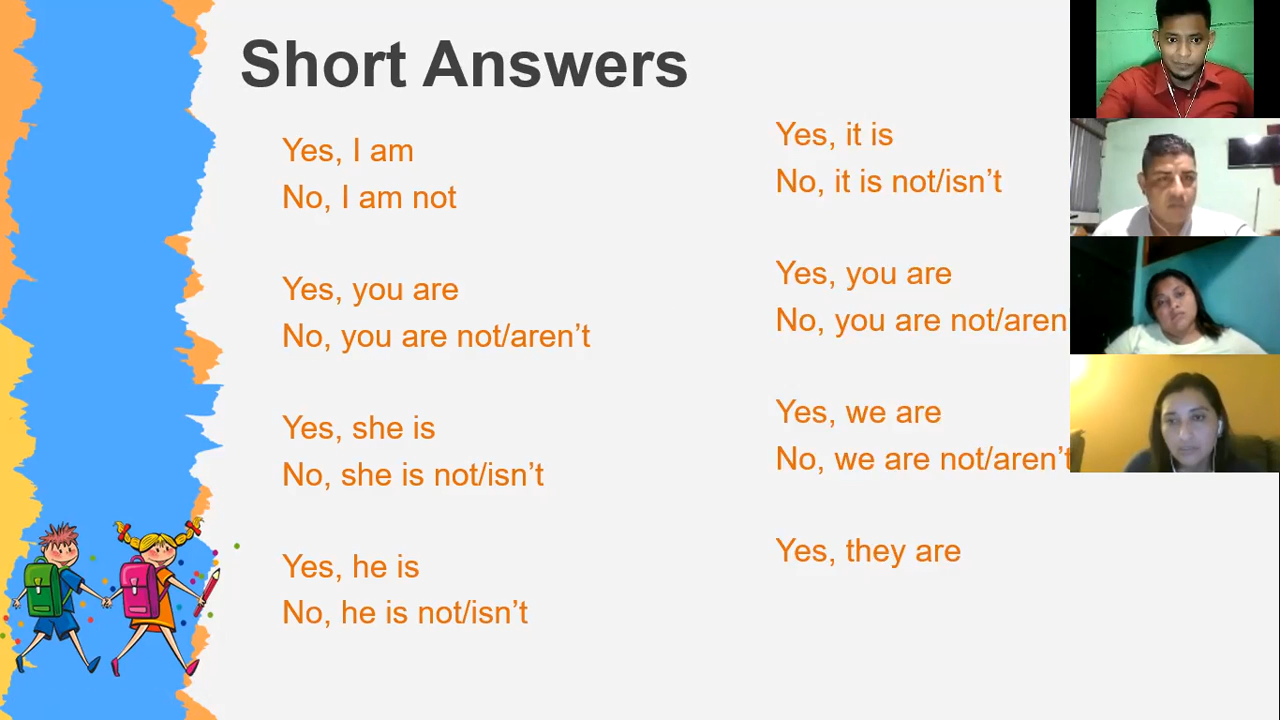 Short Answers
Yes, I am
No, I am not
Yes, you are
No, you are not/aren’t
Yes, she is
No, she is not/isn’t
Yes, he is
No, he is not/isn’t
Yes, it is
No, it is not/isn’t
Yes, you are
No, you are not/aren
Yes, we are
No, we are not/aren’t
Yes, they are